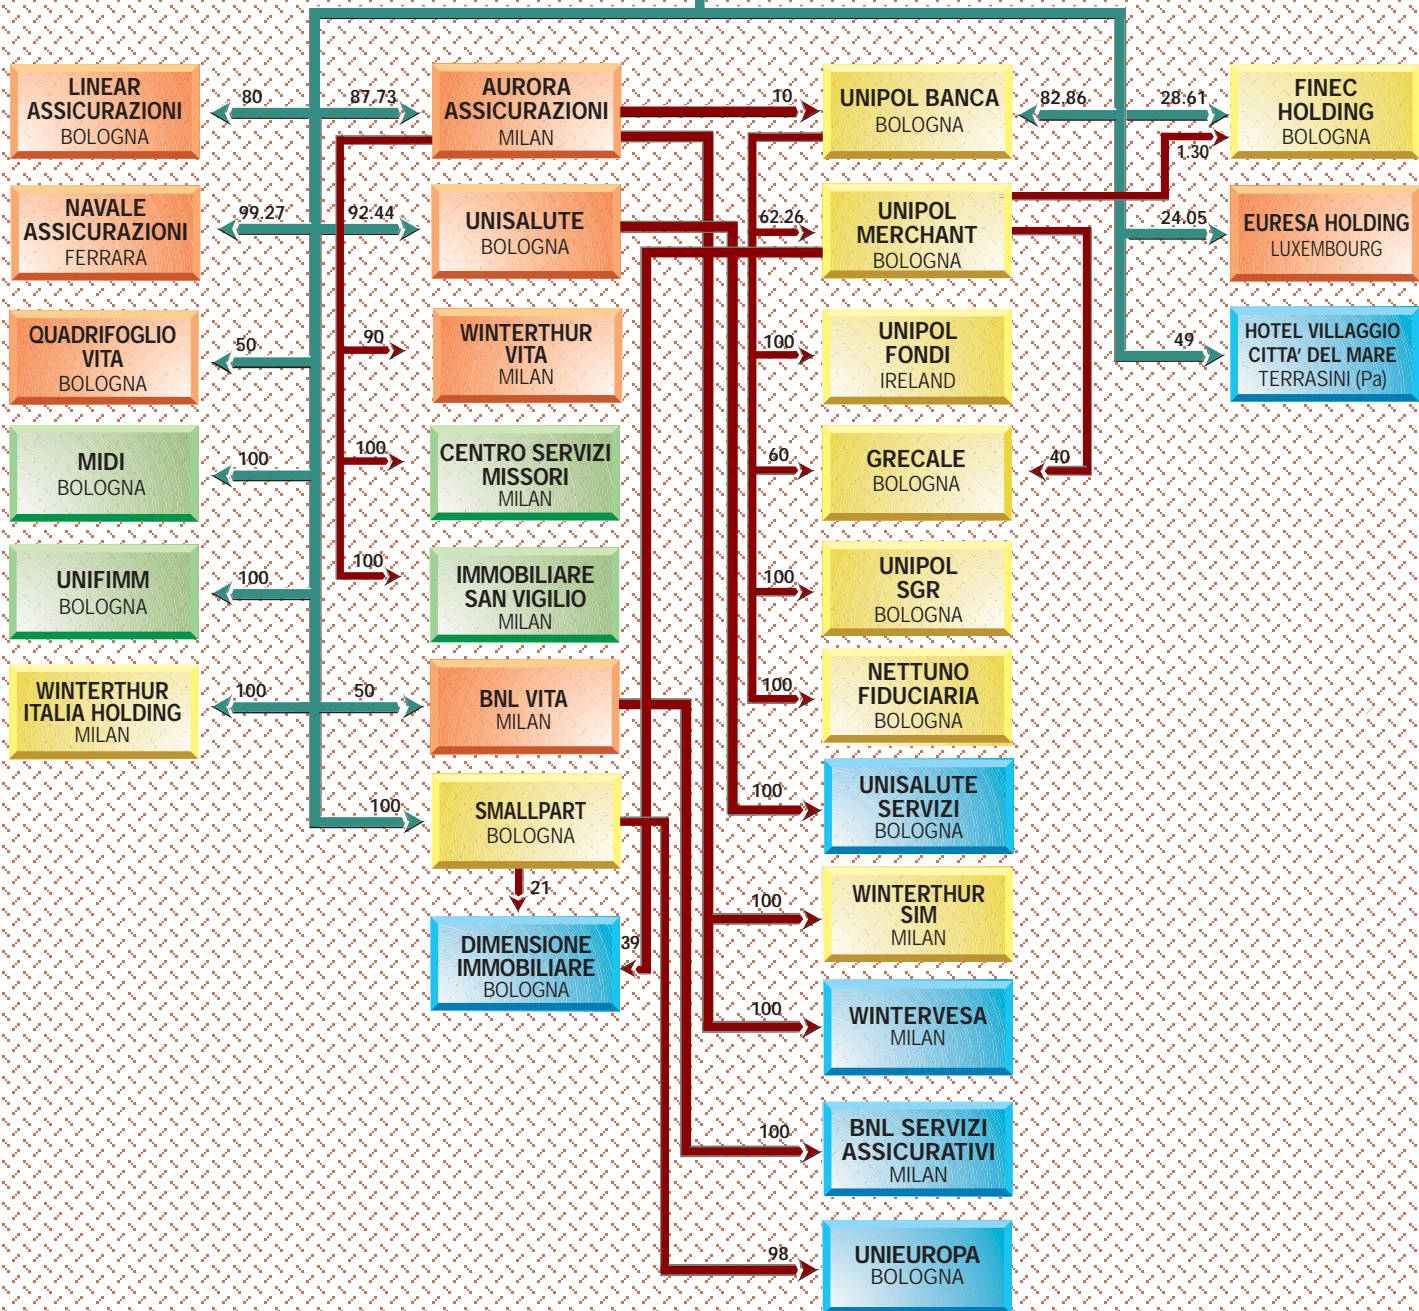 LINEAR
ASSICURAZIONI
BOLOGNA
80
87.73
AURORA
ASSICURAZIONI
MILAN
10
UNIPOL BANCA
BOLOGNA
82.86
28.61
FINEC
HOLDING
BOLOGNA
1.30
NAVALE
ASSICURAZIONI
FERRARA
99.27
92.44
UNISALUTE
BOLOGNA
62.26
UNIPOL
MERCHANT
BOLOGNA
24.05
EURESA HOLDING
LUXEMBOURG
QUADRIFOGLIO
VITA
BOLOGNA
50
90
WINTERTHUR
VITA
MILAN
100
UNIPOL
FONDI
IRELAND
49
HOTEL VILLAGGIO
CITTA' DEL MARE
TERRASINI (Pa)
MIDI
BOLOGNA
100
100
CENTRO SERVIZI
MISSORI
MILAN
60
GRECALE
BOLOGNA
40
UNIFIMM
BOLOGNA
100
100
IMMOBILIARE
SAN VIGILIO
MILAN
100
UNIPOL
SGR
BOLOGNA
WINTERTHUR
ITALIA HOLDING
MILAN
100
50
BNL VITA
MILAN
100
NETTUNO
FIDUCIARIA
BOLOGNA
100
SMALLPART
BOLOGNA
100
UNISALUTE
SERVIZI
BOLOGNA
21
DIMENSIONE
IMMOBILIARE
BOLOGNA
39
100
WINTERTHUR
SIM
MILAN
100
WINTERVESA
MILAN
100
BNL SERVIZI
ASSICURATIVI
MILAN
98
UNIEUROPA
BOLOGNA